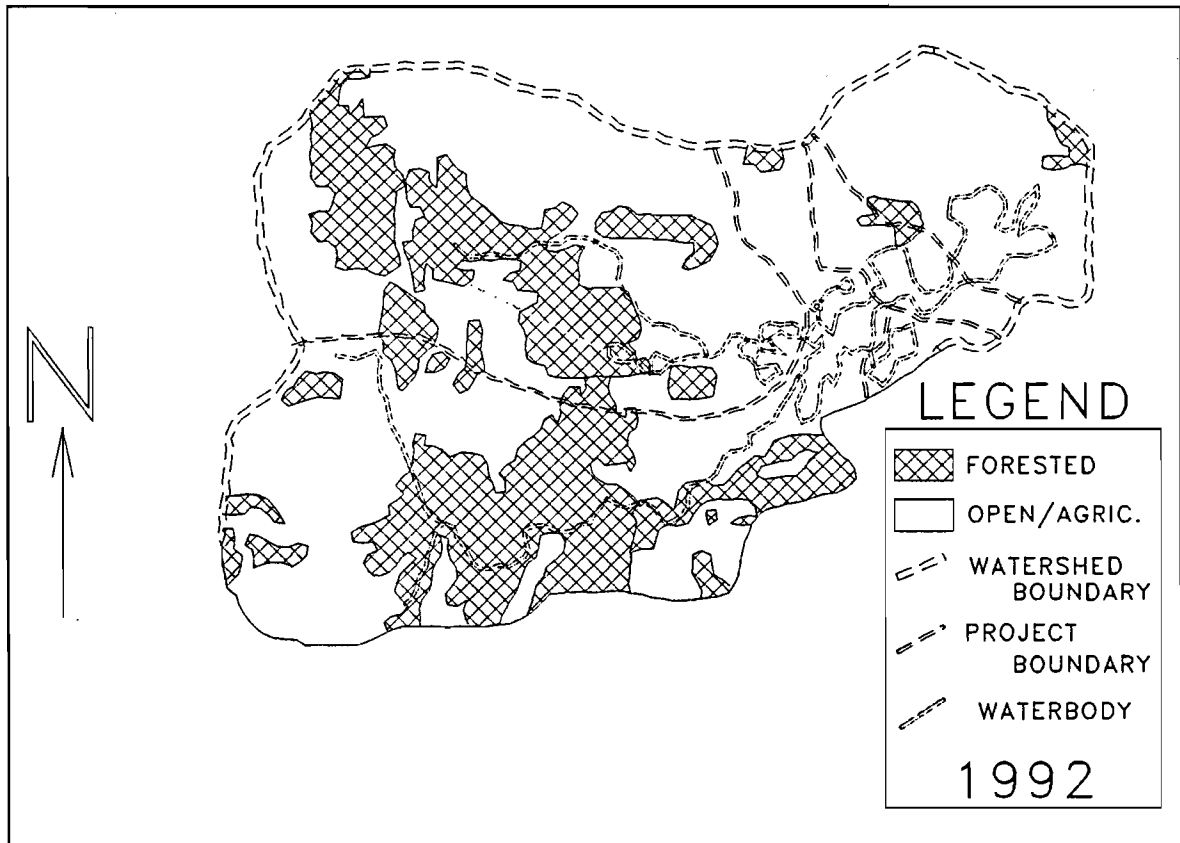 N
LEGEND
FORESTED
OPEN/AGRIC.
WATERSHED
BOUNDARY
PROJECT
BOUNDARY
WATERBODY
1992